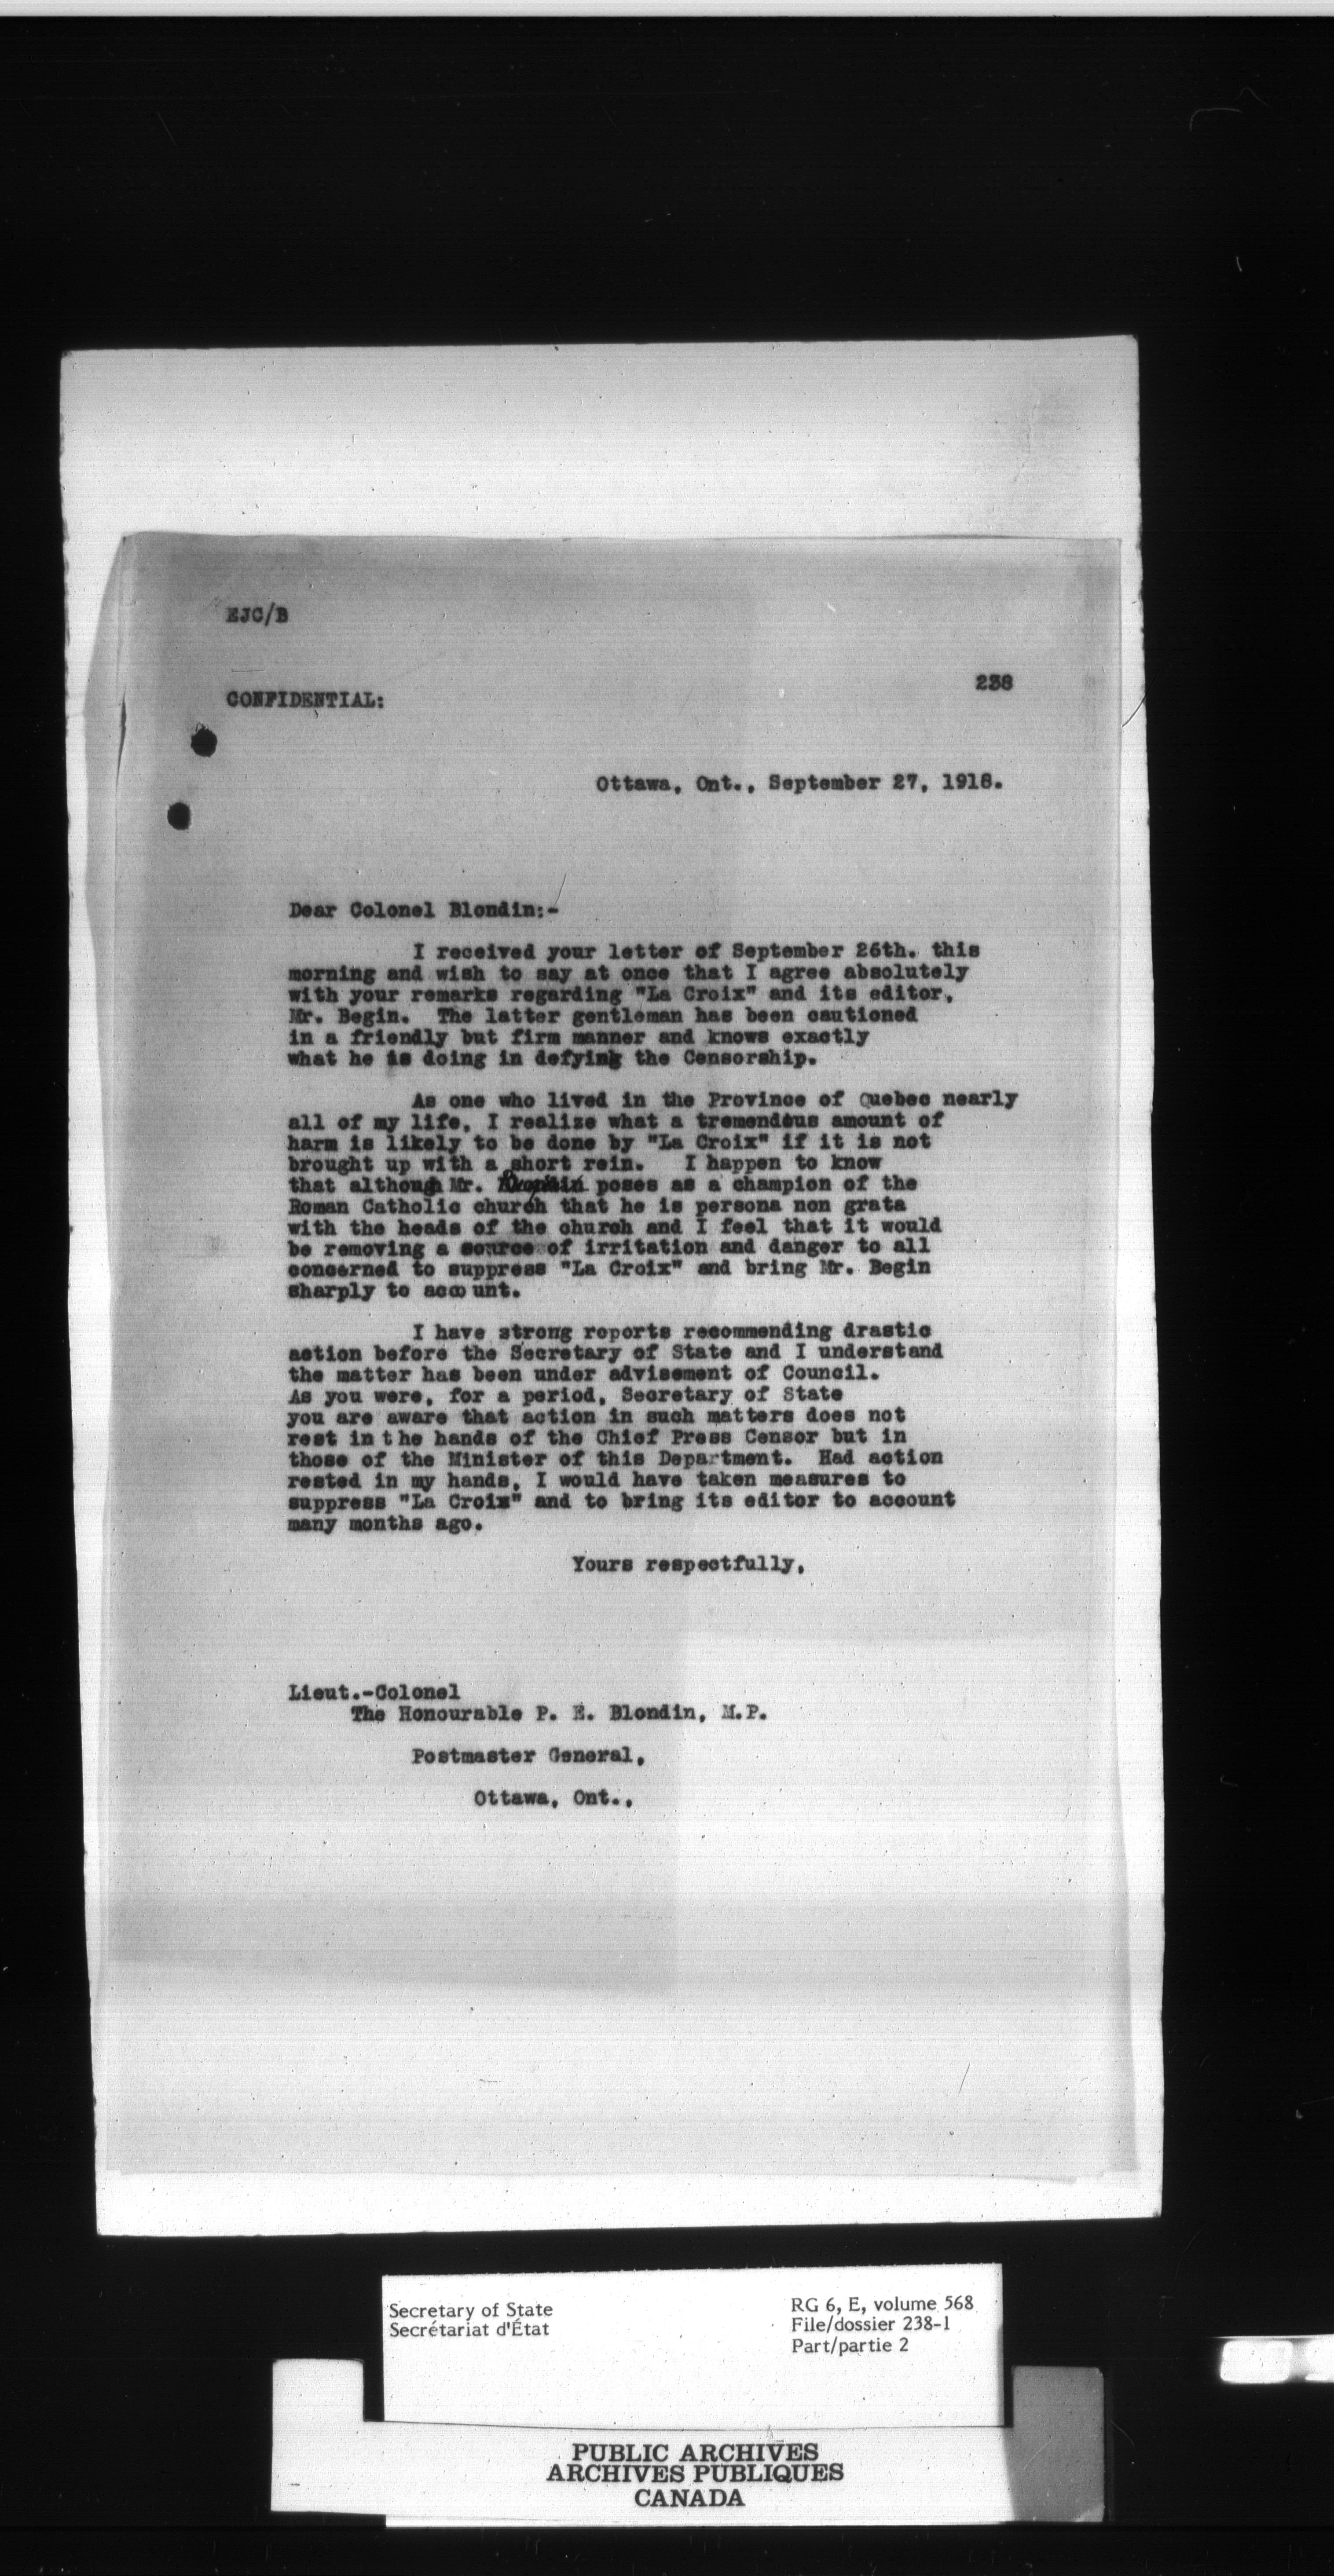 EJC/B
238
CONFIDENTIAL:
Ottawa, Ont., September 27, 1918.
Dear Colonel Blondin:-
I received your letter of September 26th. this
morning and wish to say at once that I agree absolutely
with your remarks regarding "La Croix" and its editor,
Mr. Begin. The latter gentleman has been cautioned
in a friendly but firm manner and knows exactly
what he is doing in defying the Censorship.
As one who lived in the Province of Quebec nearly
all of my life, I realize what a tremendous amount of
harm is likely to be done by "La Croix" if it is not
brought up with a short rein. I happen to know
that although Mr. poses as a champion of the
Roman Catholic church that he is persona non grata
with the heads of the church and I feel that it would
be removing a source of irritation and danger to all
concerned to suppress "La Croix" and bring Mr. Begin
sharply to account.
I have strong reports recommending drastic
action before the Secretary of State and I understand
the matter has been under advisement of Council.
As you were, for a period, Secretary of State
you are aware that action in such matters does not
rest in the hands of the Chief Press Censor but in
those of the Minister of this Department. Had action
rested in my hands, I would have taken measures to
suppress "La Croix" and to bring its editor to account
many months ago.
Yours respectfully,
Lieut.-Colonel
The Honourable P. E. Blondin, M.P.
Postmaster General,
Ottawa, Ont.,
Secretary of State
Secrétariat d'État
RG 6, E, volume 568
File/dossier 238-1
Part/partie 2
PUBLIC ARCHIVES
ARCHIVES PUBLIQUES
CANADA